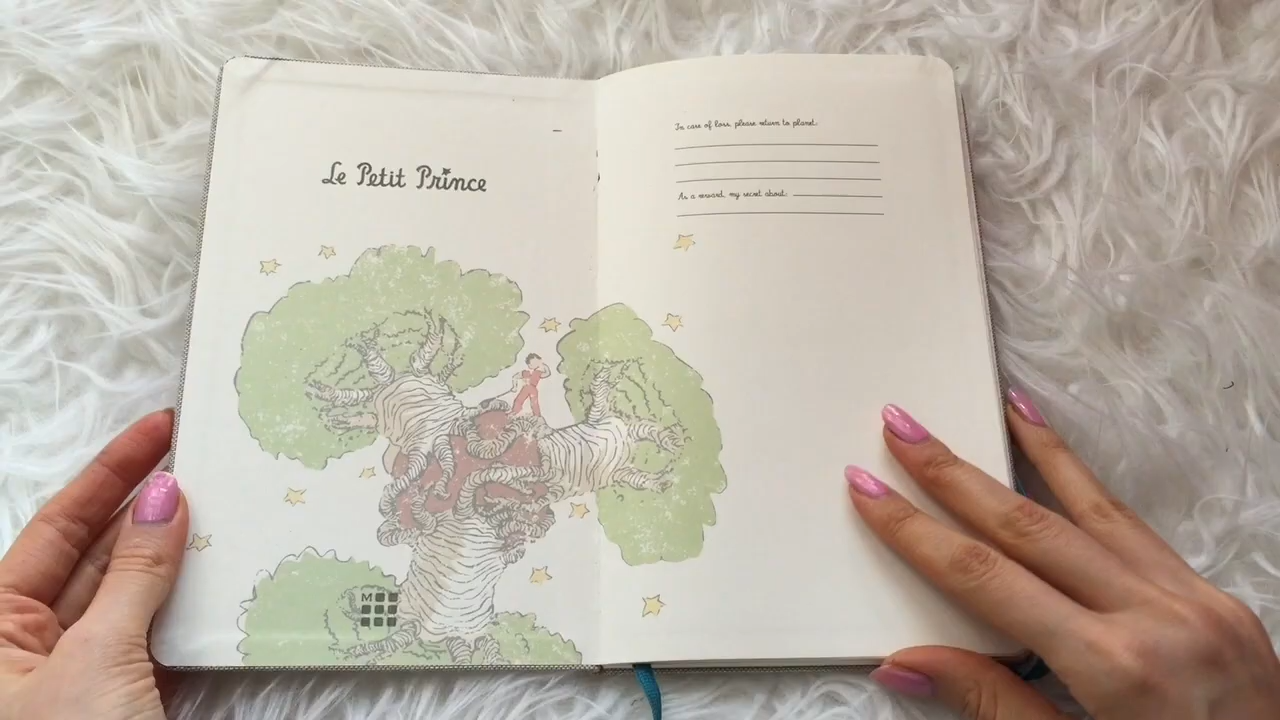 Le Petit Prince
M
In case of loss, please return to planet:
As a reward, my secret about: